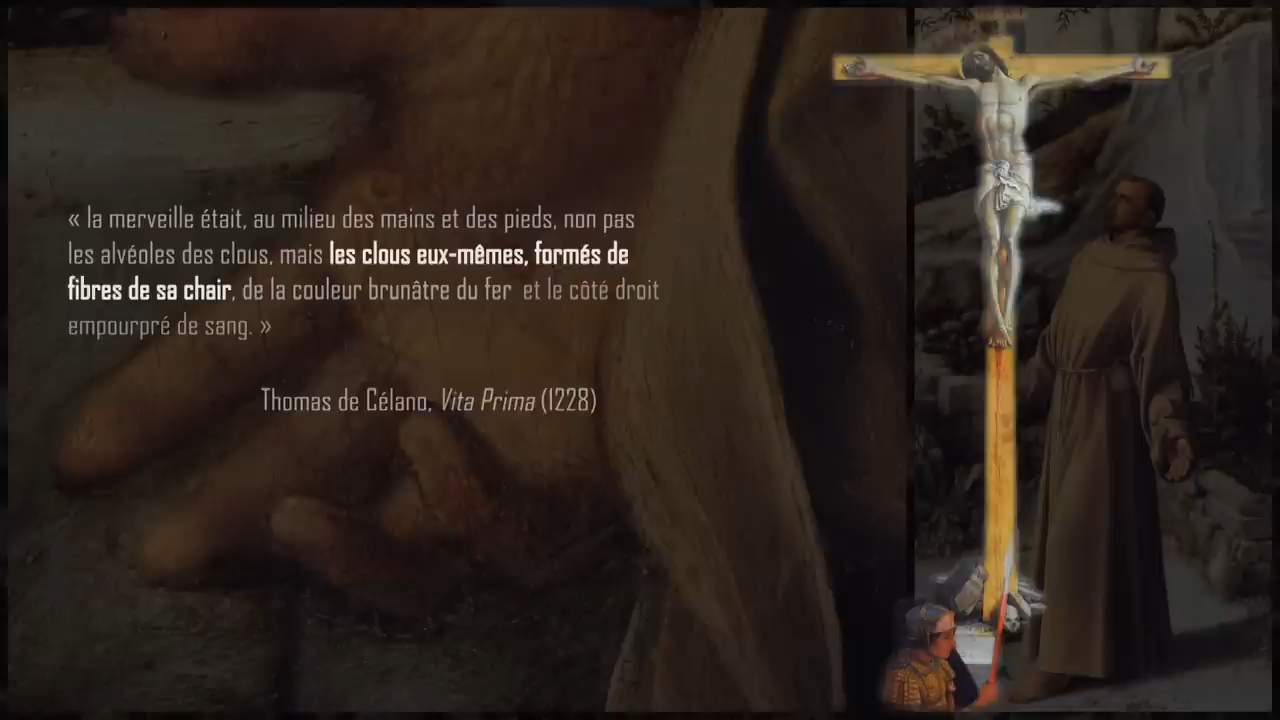 « la merveille était, au milieu des mains et des pieds, non pas
les alvéoles des clous, mais les clous eux-mêmes, formés de
fibres de sa chair, de la couleur brunâtre du fer et le côté droit
empourpré de sang. »
Thomas de Célano, Vita Prima (1228)